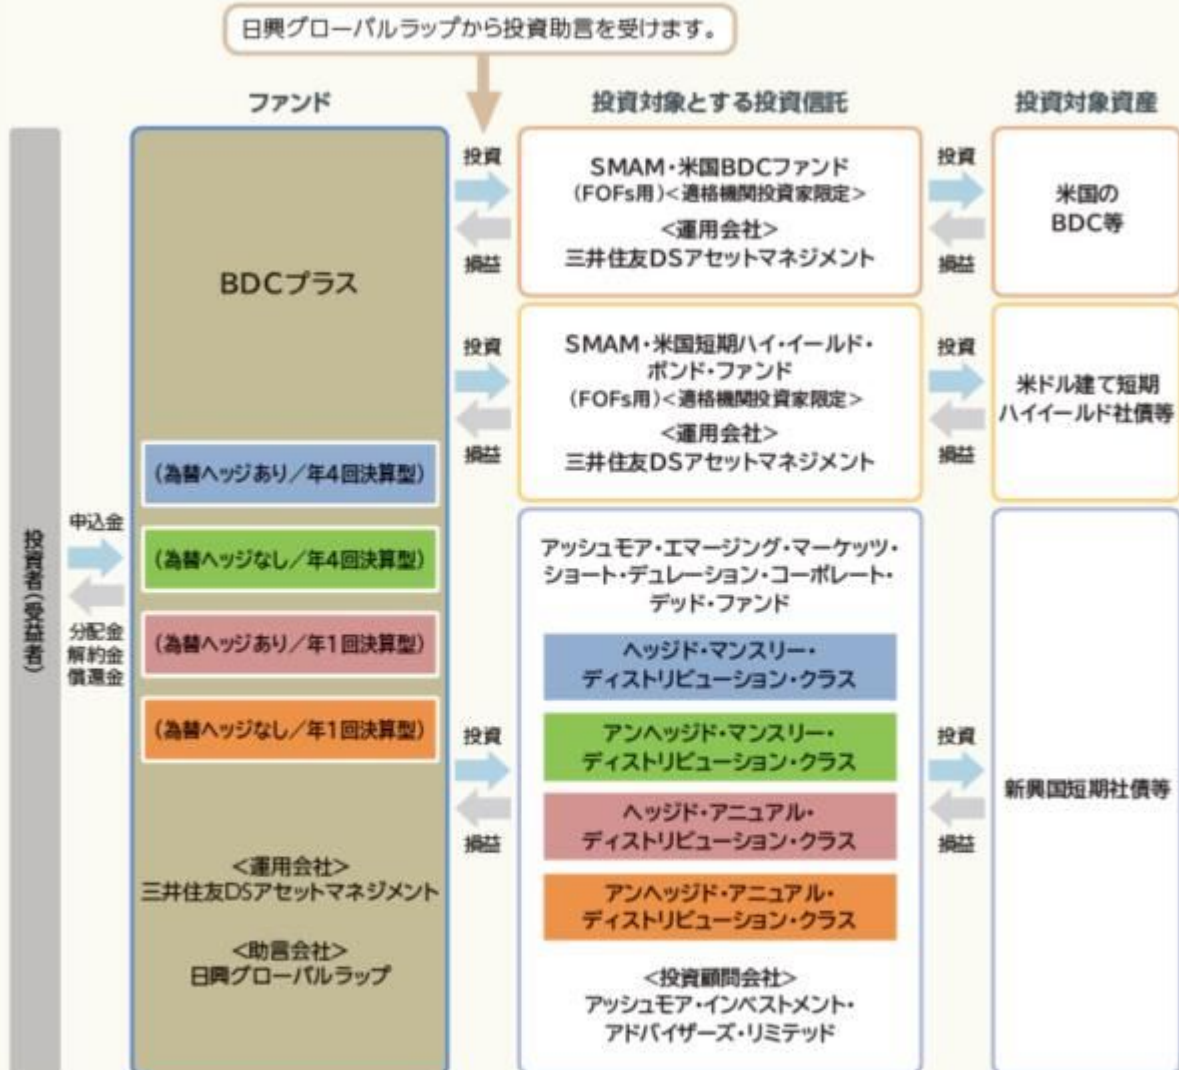 日興グローバルラップから投資助言を受けます。
ファンド
投資対象とする投資信託
投資対象資産
投資者(受益者)
申込金
分配金
解約金
償還金
BDCプラス
(為替ヘッジあり/年4回決算型)
(為替ヘッジなし/年4回決算型)
(為替ヘッジあり/年1回決算型)
(為替ヘッジなし/年1回決算型)
<運用会社>
三井住友DSアセットマネジメント
<助言会社>
日興グローバルラップ
投資
損益
SMAM・米国BDCファンド
(FOFs用)<適格機関投資家限定>
<運用会社>
三井住友DSアセットマネジメント
投資
損益
米国の
BDC等
投資
損益
SMAM・米国短期ハイ・イールド・
ボンド・ファンド
(FOFs用)<適格機関投資家限定>
<運用会社>
三井住友DSアセットマネジメント
投資
損益
米ドル建て短期
ハイイールド社債等
投資
損益
アッシュモア・エマージング・マーケッツ・
ショート・デュレーション・コーポレート・
デッド・ファンド
ヘッジド・マンスリー・
ディストリビューション・クラス
アンヘッジド・マンスリー・
ディストリビューション・クラス
ヘッジド・アニュアル・
ディストリビューション・クラス
アンヘッジド・アニュアル・
ディストリビューション・クラス
<投資顧問会社>
アッシュモア・インベストメント・
アドバイザーズ・リミテッド
投資
損益
新興国短期社債等